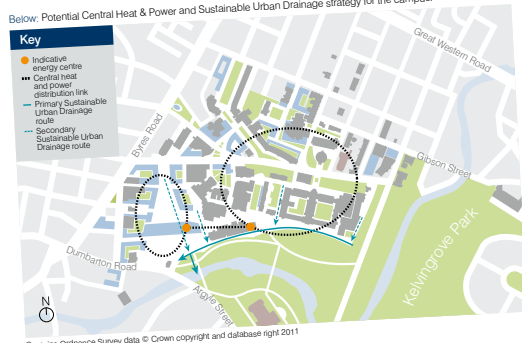 Below: Potential Central Heat & Power and Sustainable Urban Drainage strategy for the campus
Key
Indicative
energy centre
Central heat
and power
distribution link
Primary Sustainable
Urban Drainage
route
Secondary
Sustainable Urban
Drainage route
Great Western Road
Byres Road
Gibson Street
Kelvingrove Park
Dumbarton Road
Argyle Street
N
Ordnance Survey data © Crown copyright and database right 2011